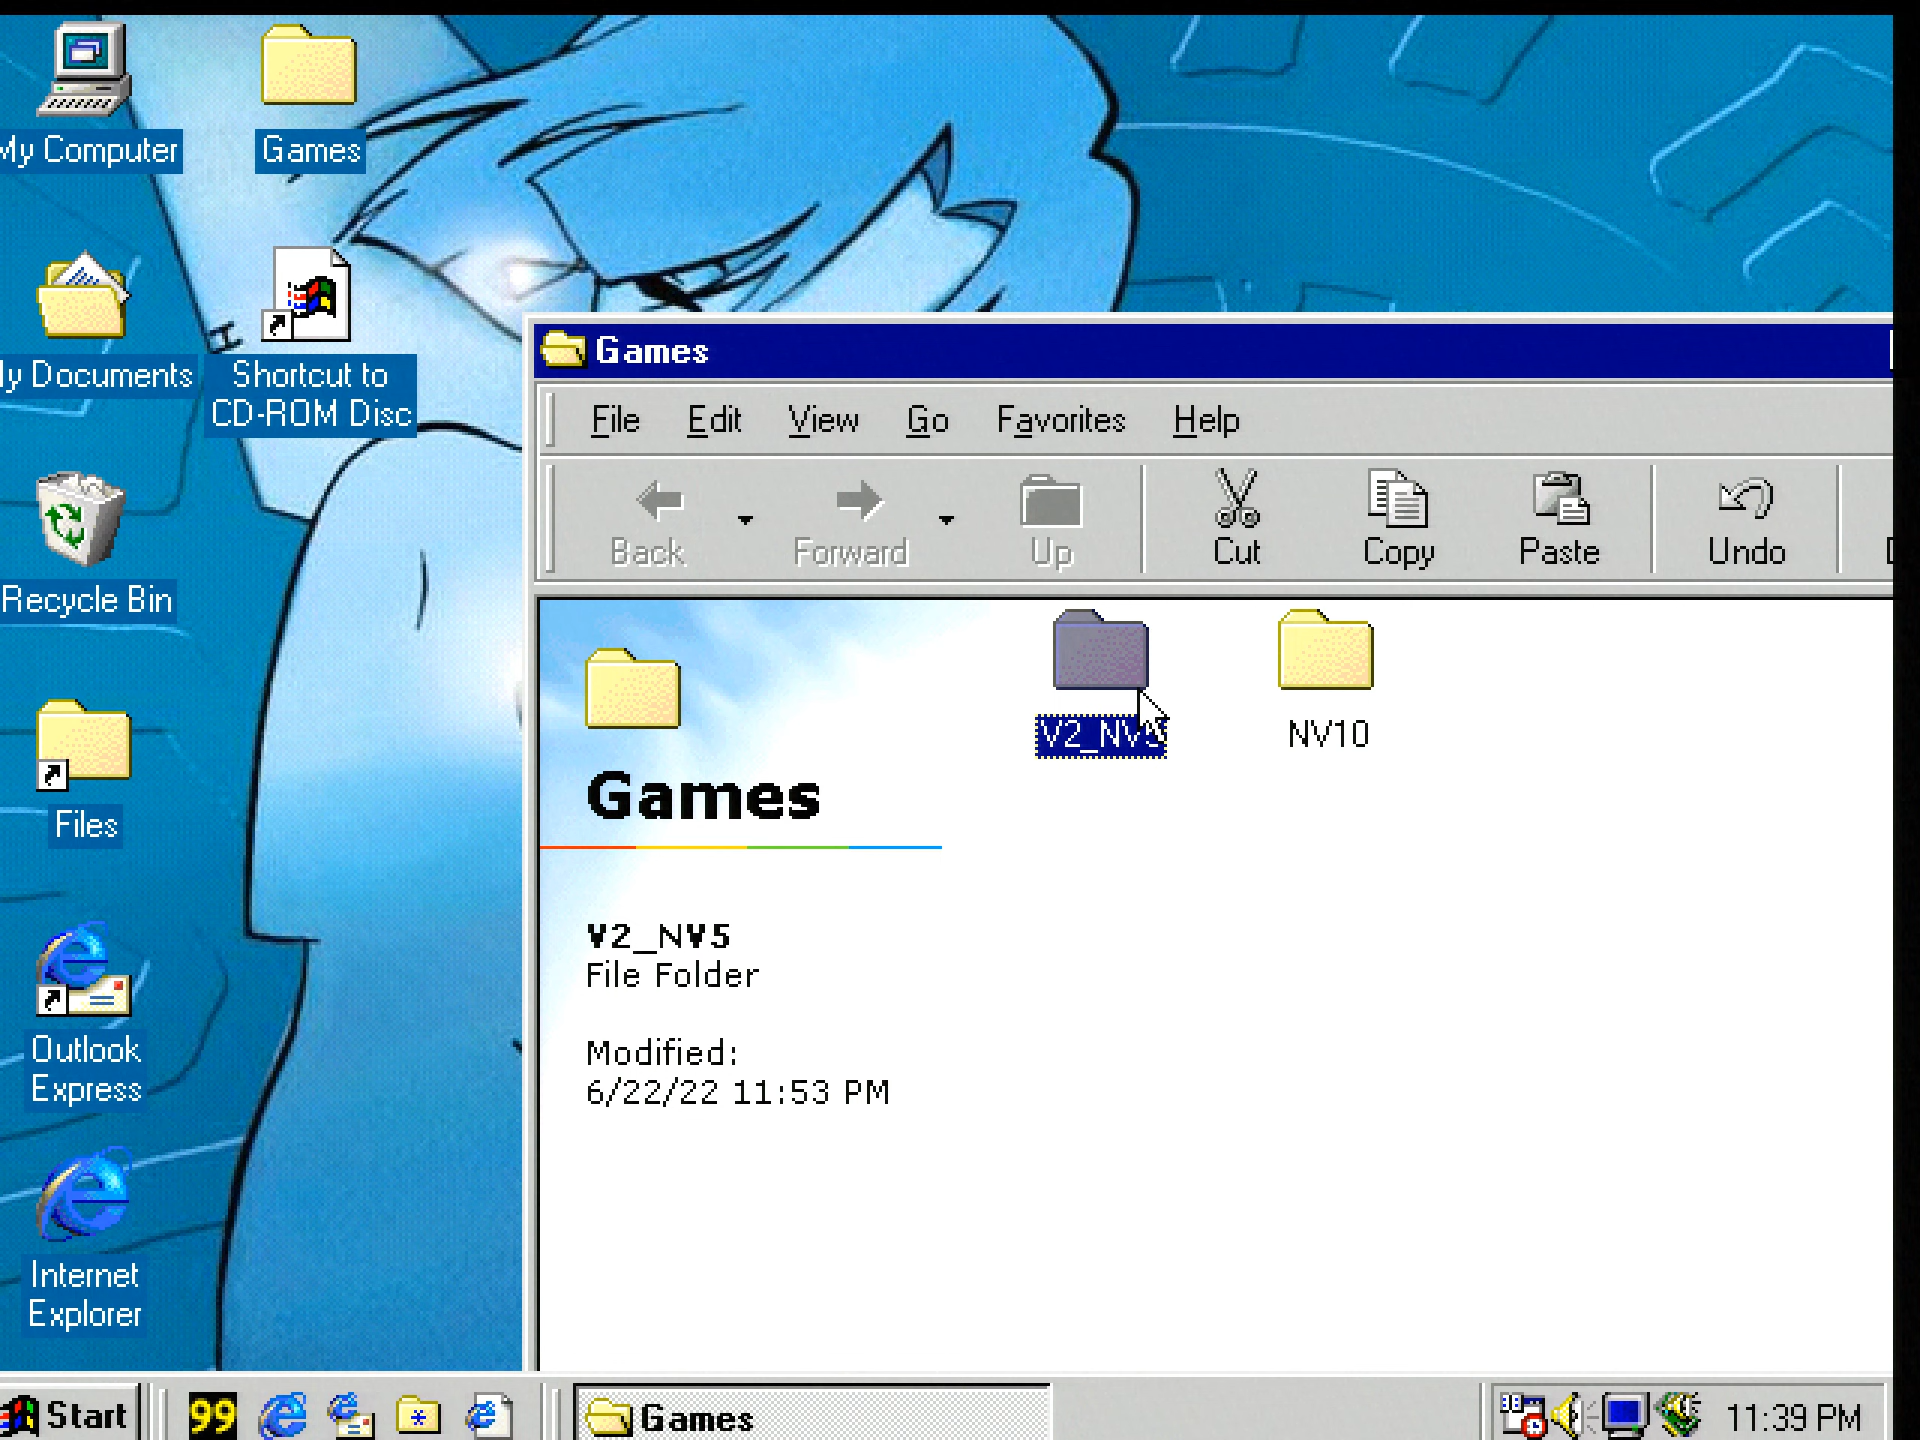 My Computer
Games
My Documents
Shortcut to
CD-ROM Disc
Recycle Bin
Files
Outlook
Express
Internet
Explorer
Games
File Edit View Go Favorites Help
Back Forward Up Cut Copy Paste Undo
V2_NV5 NV10
Games
V2_NV5
File Folder
Modified:
6/22/22 11:53 PM
Start 99 Games 11:39 PM